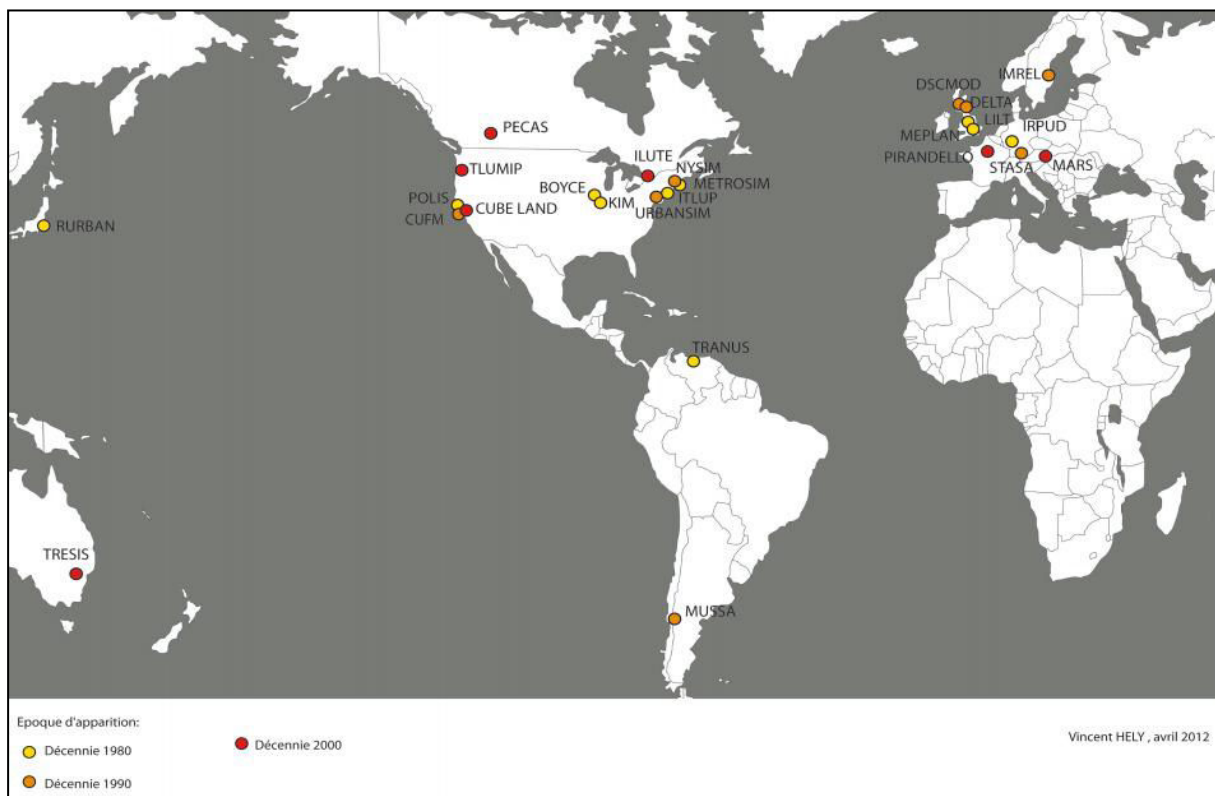 IMREL
DSCMOD
DELTA
LILT
IRPUD
MEPLAN
PIRANDELLO
STASA
MARS
PECAS
ILUTE
NYSIM
TLUMIP
METROSIM
BOYCE
ITLUP
POLIS
CUBE LAND
KIM
URBANSIM
CUFM
RURBAN
TRANUS
TRESIS
MUSSA
Epoque d'apparition:
Décennie 1980
Décennie 2000
Décennie 1990
Vincent HELY , avril 2012